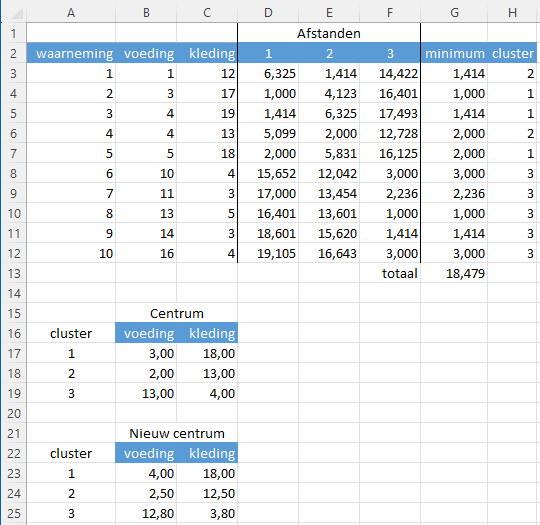 A B C D E F G H
1 Afstanden
2 waarneming voeding kleding 1 2 3 minimum cluster
3 1 1 12 6,325 1,414 14,422 1,414 2
4 2 3 17 1,000 4,123 16,401 1,000 1
5 3 4 19 1,414 6,325 17,493 1,414 1
6 4 4 13 5,099 2,000 12,728 2,000 2
7 5 5 18 2,000 5,831 16,125 2,000 1
8 6 10 4 15,652 12,042 3,000 3,000 3
9 7 11 3 17,000 13,454 2,236 2,236 3
10 8 13 5 16,401 13,601 1,000 1,000 3
11 9 14 3 18,601 15,620 1,414 1,414 3
12 10 16 4 19,105 16,643 3,000 3,000 3
13 totaal 18,479
14
15 Centrum
16 cluster voeding kleding
17 1 3,00 18,00
18 2 2,00 13,00
19 3 13,00 4,00
20
21 Nieuw centrum
22 cluster voeding kleding
23 1 4,00 18,00
24 2 2,50 12,50
25 3 12,80 3,80